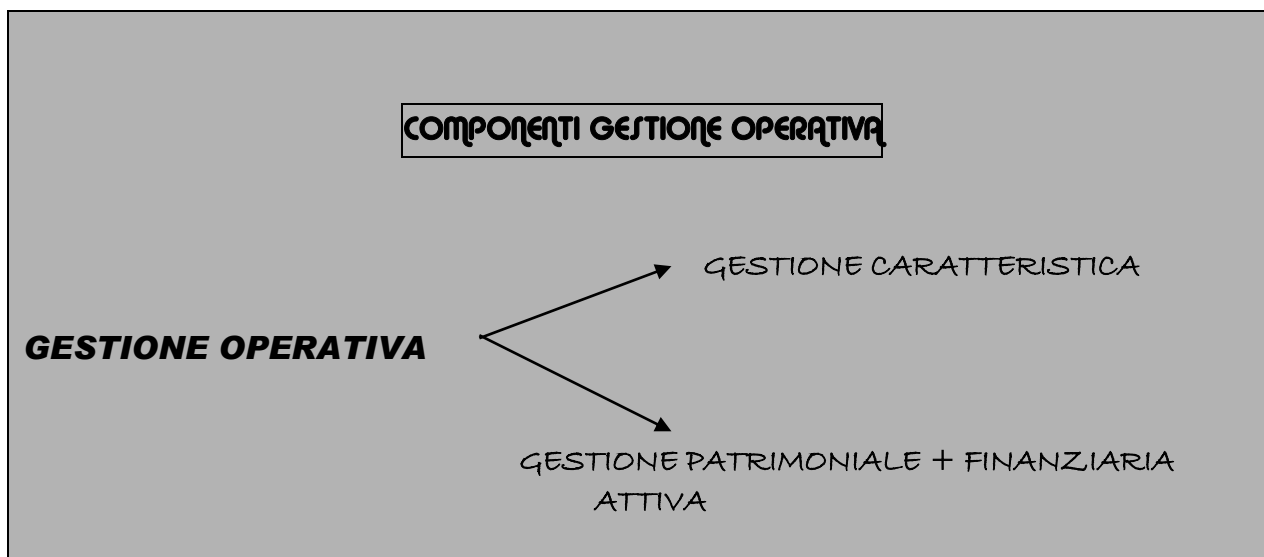 COMPONENTI GESTIONE OPERATIVA
GESTIONE CARATTERISTICA
GESTIONE OPERATIVA
GESTIONE PATRIMONIALE + FINANZIARIA
ATTIVA